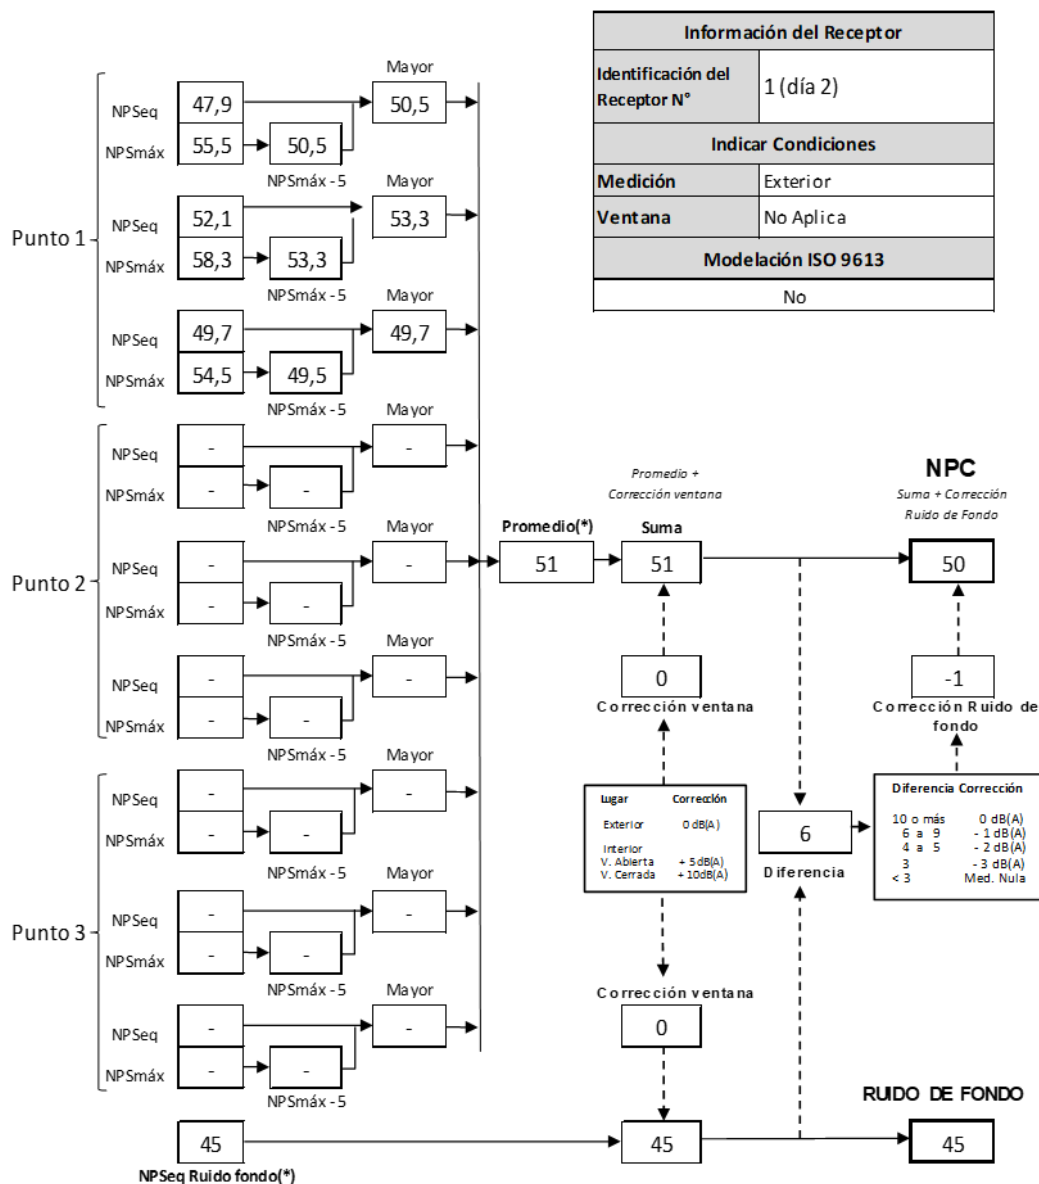 Información del Receptor
Identificación del Receptor N° 1 (día 2)
Indicar Condiciones
Medición Exterior
Ventana No Aplica
Modelación ISO 9613
No
Punto 1
Mayor
NPSeq 47,9 50,5
NPSmáx 55,5 50,5
NPSmáx - 5
Mayor
NPSeq 52,1 53,3
NPSmáx 58,3 53,3
NPSmáx - 5
Mayor
NPSeq 49,7 49,7
NPSmáx 54,5 49,5
NPSmáx - 5
Punto 2
Mayor
NPSeq - -
NPSmáx - -
NPSmáx - 5
Mayor
NPSeq - -
NPSmáx - -
NPSmáx - 5
Mayor
NPSeq - -
NPSmáx - -
NPSmáx - 5
Punto 3
Mayor
NPSeq - -
NPSmáx - -
NPSmáx - 5
Mayor
NPSeq - -
NPSmáx - -
NPSmáx - 5
Mayor
NPSeq - -
NPSmáx - -
NPSmáx - 5
45
NPSeq Ruido fondo(*)
Promedio(*)
51
Promedio +
Corrección ventana
Suma
51
0
Corrección ventana
Lugar Corrección
Exterior 0 dB(A)
Interior
V. Abierta + 5 dB(A)
V. Cerrada + 10dB(A)
Corrección ventana
0
45
6
Diferencia
NPC
Suma + Corrección
Ruido de Fondo
50
-1
Corrección Ruido de
fondo
Diferencia Corrección
10 o más 0 dB(A)
6 a 9 - 1 dB(A)
4 a 5 - 2 dB(A)
3 - 3 dB(A)
< 3 Med. Nula
RUIDO DE FONDO
45